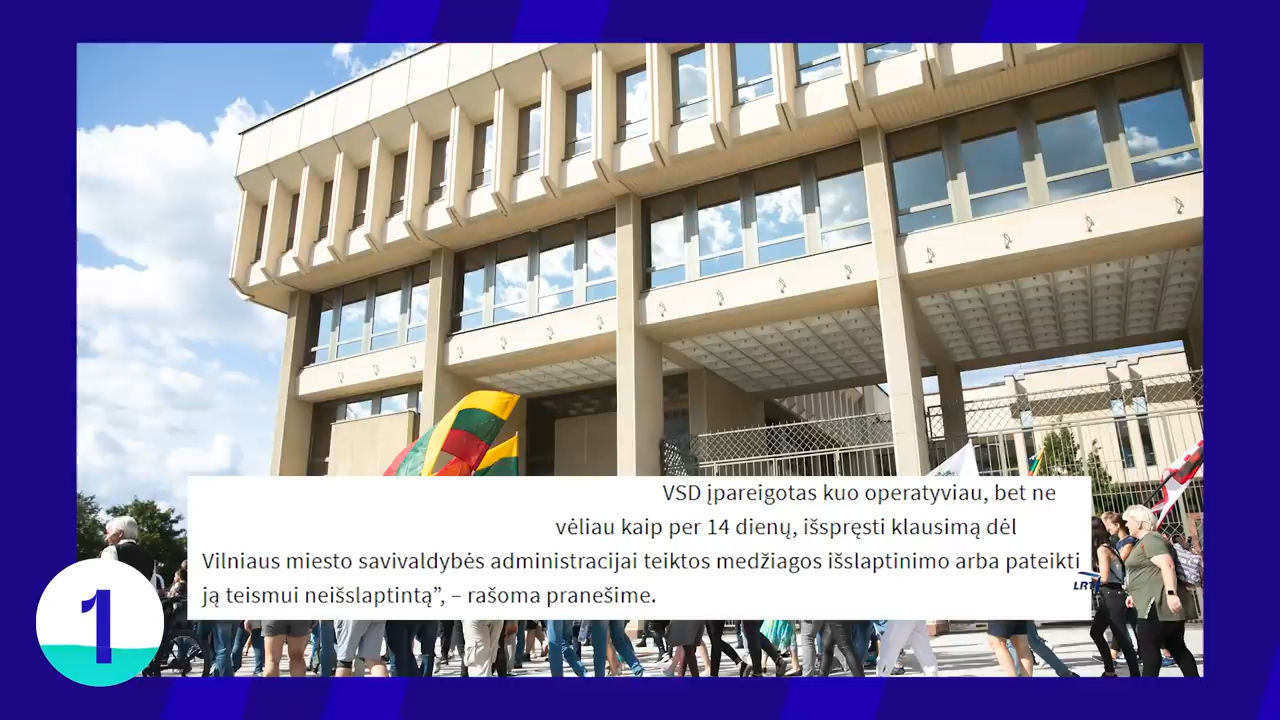 VSD įpareigotas kuo operatyviau, bet ne
vėliau kaip per 14 dienų, išspręsti klausimą dėl
Vilniaus miesto savivaldybės administracijai teiktos medžiagos išslaptinimo arba pateikti
ją teismui neišslaptintą”, – rašoma pranešime.
LRT
1